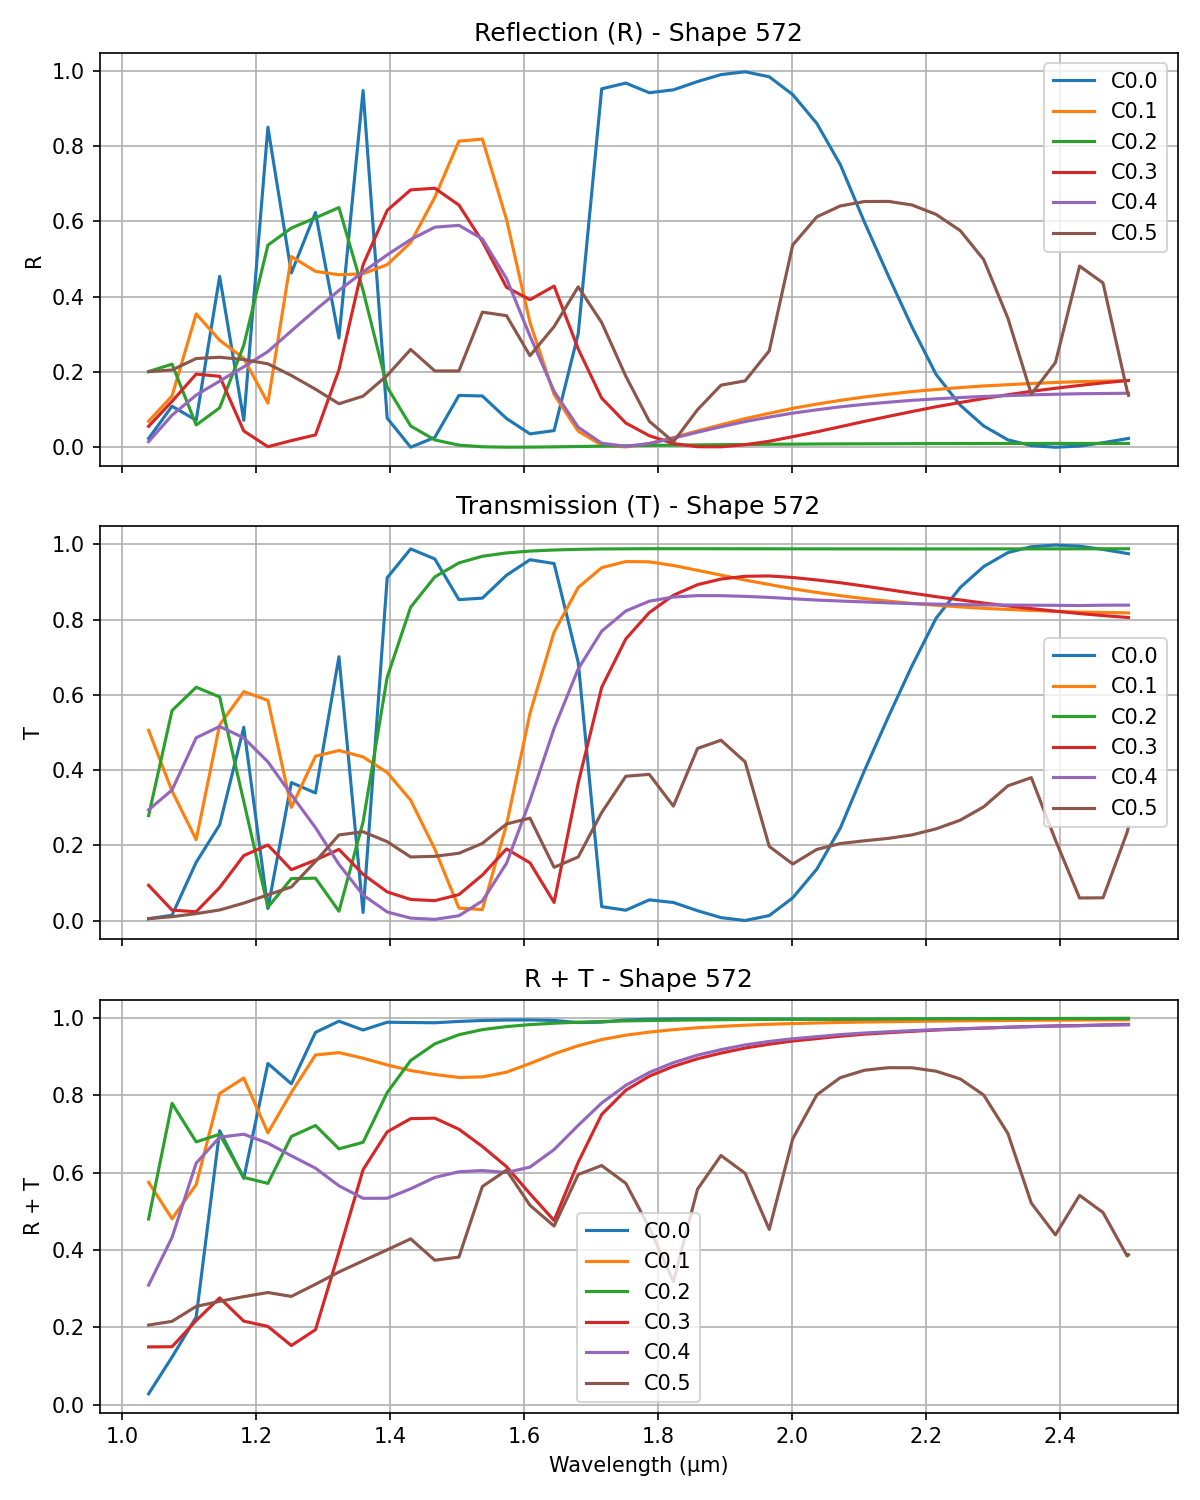 Reflection (R) - Shape 572
1.0
0.8
0.6
0.4
0.2
0.0
R
C0.0
C0.1
C0.2
C0.3
C0.4
C0.5
Transmission (T) - Shape 572
1.0
0.8
0.6
0.4
0.2
0.0
T
C0.0
C0.1
C0.2
C0.3
C0.4
C0.5
R + T - Shape 572
1.0
0.8
0.6
0.4
0.2
0.0
R + T
C0.0
C0.1
C0.2
C0.3
C0.4
C0.5
1.0 1.2 1.4 1.6 1.8 2.0 2.2 2.4
Wavelength (μm)